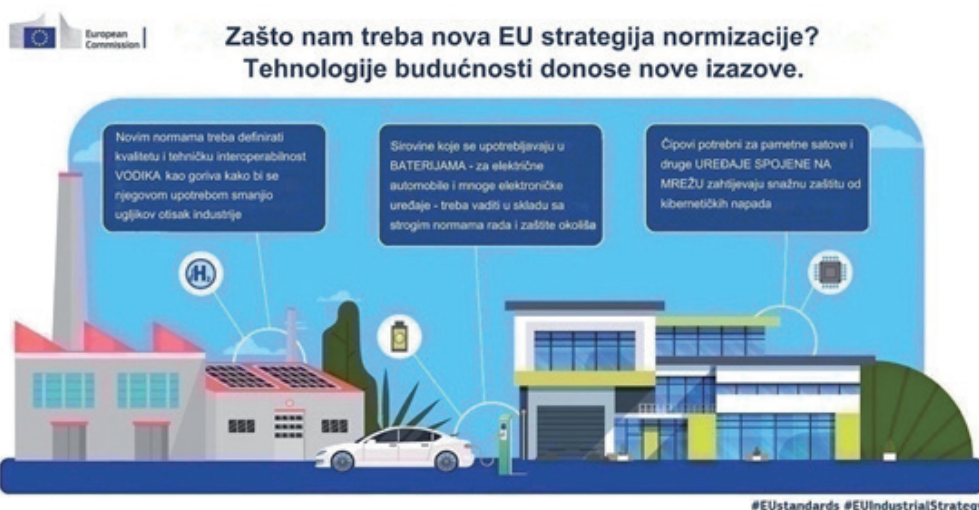 European
Commission
Zašto nam treba nova EU strategija normizacije?
Tehnologije budućnosti donose nove izazove.
Novim normama treba definirati
kvalitetu i tehničku interoperabilnost
VODIKA kao goriva kako bi se
njegovom upotrebom smanjio
ugljikov otisak industrije
Sirovine koje se upotrebljavaju u
BATERIJAMA - za električne
automobile i mnoge elektroničke
uređaje - treba vaditi u skladu sa
strogim normama rada i zaštite okoliša
Čipovi potrebni za pametne satove i
druge UREĐAJE SPOJENE NA
MREŽU zahtijevaju snažnu zaštitu od
kibernetičkih napada
H₂
#EUstandards #EUIndustrialStrateg